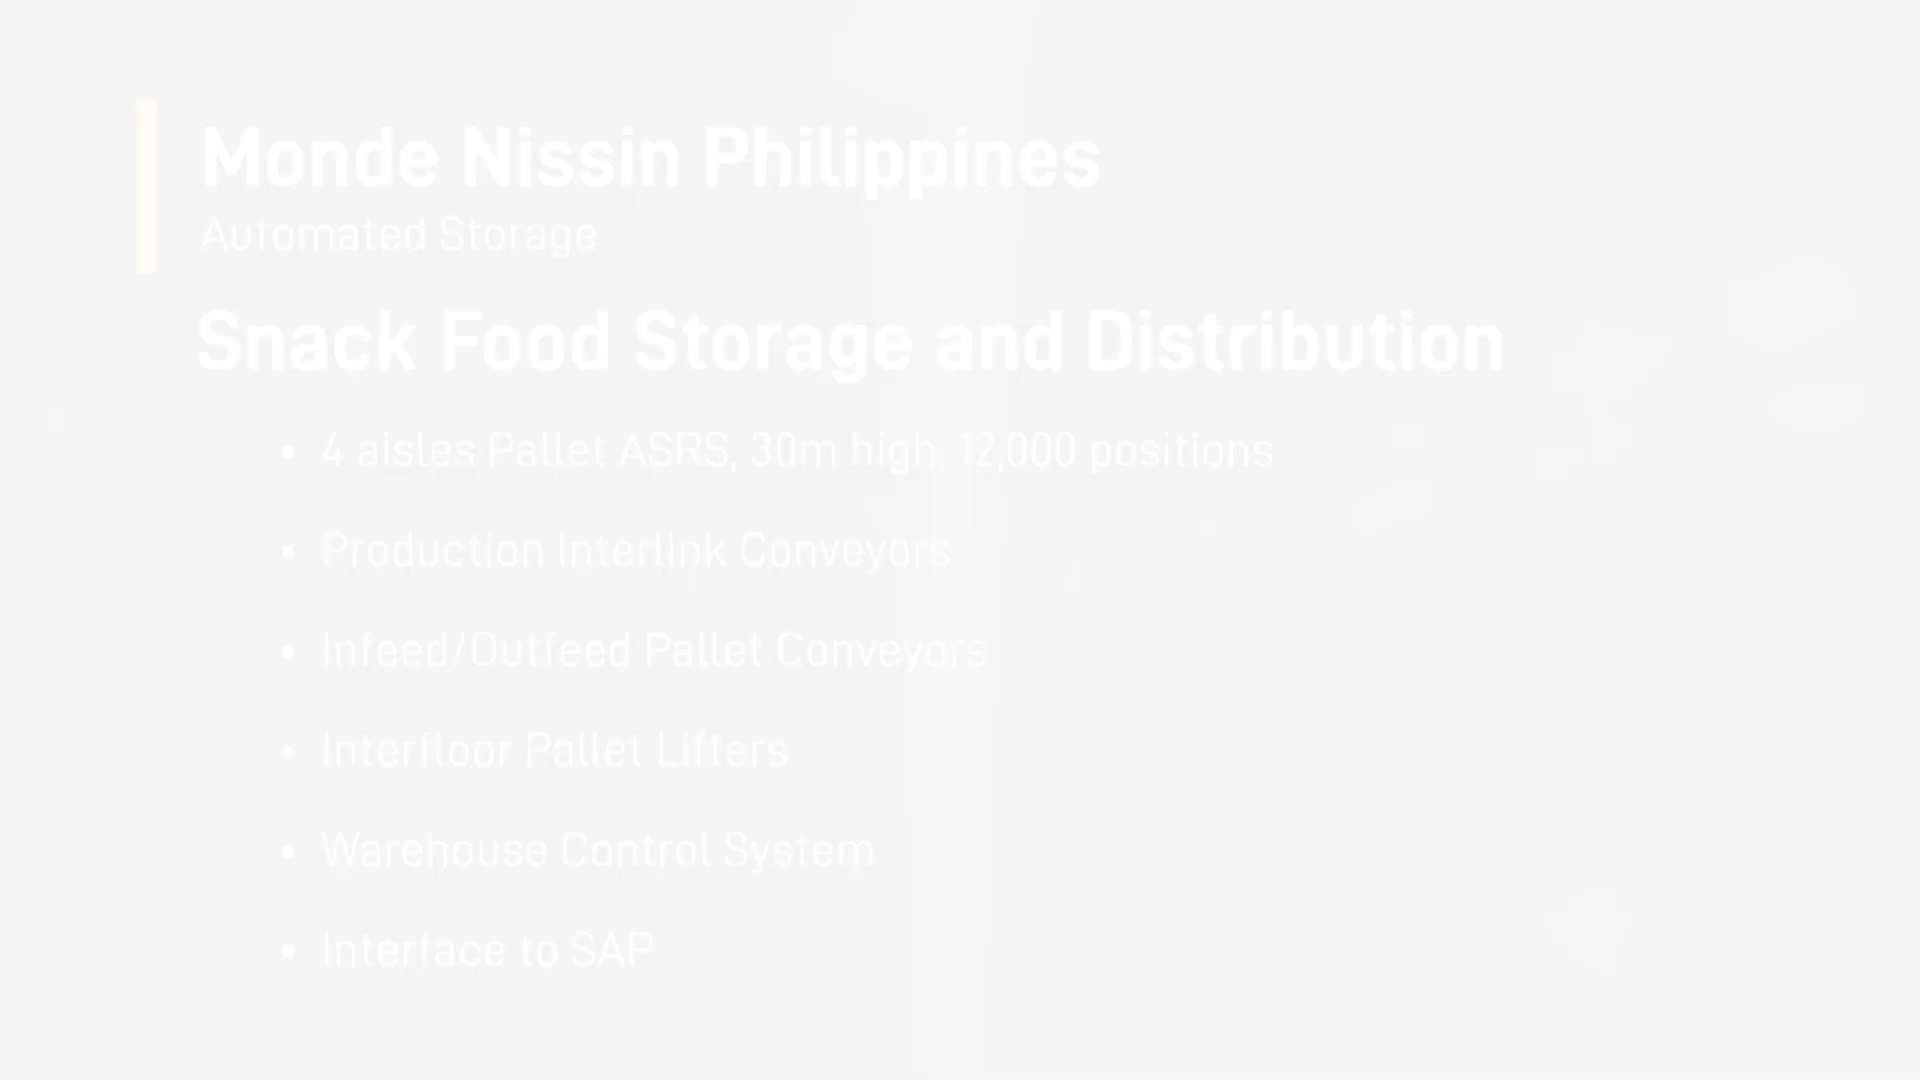 Monde Nissin Philippines
Automated Storage
Snack Food Storage and Distribution
• 4 aisles Pallet ASRS, 30m high, 12,000 positions
• Production Interlink Conveyors
• Infeed/Outfeed Pallet Conveyors
• Interfloor Pallet Lifters
• Warehouse Control System
• Interface to SAP